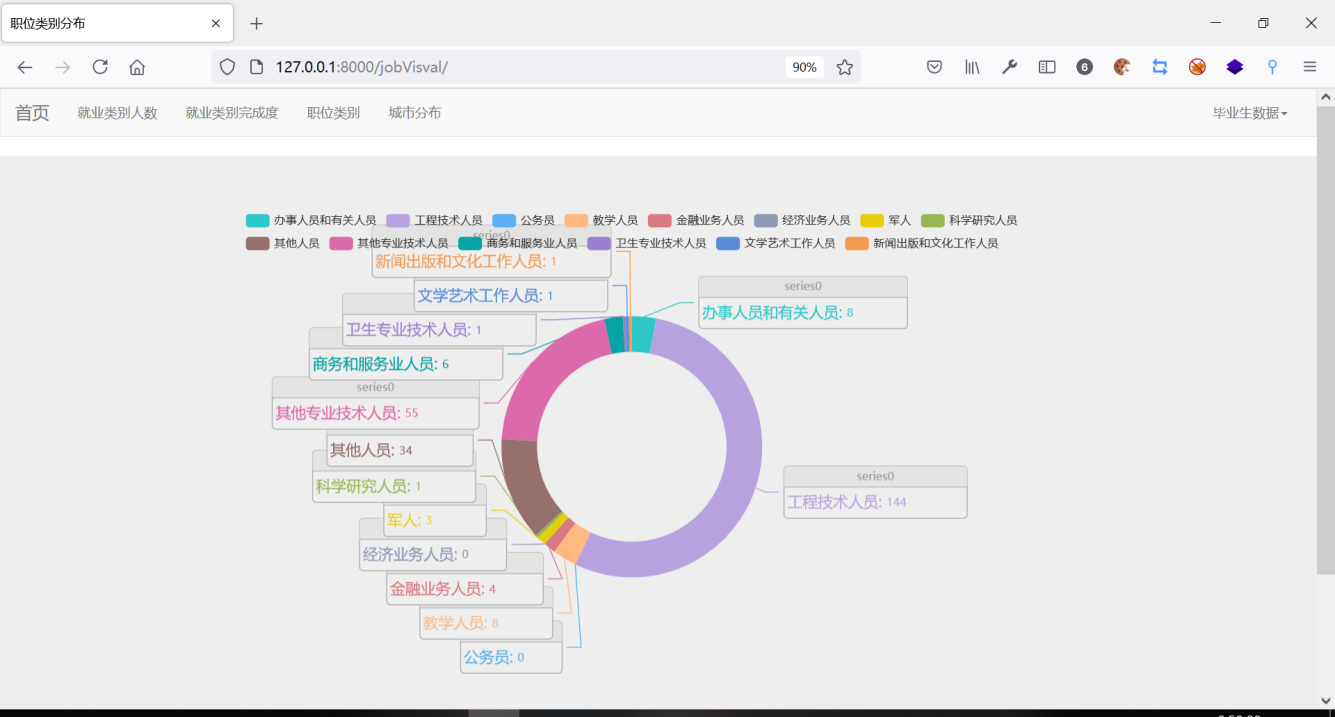 职位类别分布
127.0.0.1:8000/jobVisval/
90%
6
首页 就业类别人数 就业类别完成度 职位类别 城市分布 毕业生数据
办事人员和有关人员 工程技术人员 公务员 教学人员 金融业务人员 经济业务人员 军人 科学研究人员
其他人员 其他专业技术人员 商务和服务业人员 卫生专业技术人员 文学艺术工作人员 新闻出版和文化工作人员
series0
新闻出版和文化工作人员: 1
文学艺术工作人员: 1
series0
办事人员和有关人员: 8
卫生专业技术人员: 1
商务和服务业人员: 6
series0
其他专业技术人员: 55
其他人员: 34
科学研究人员: 1
series0
工程技术人员: 144
军人: 3
经济业务人员: 0
金融业务人员: 4
教学人员: 8
公务员: 0